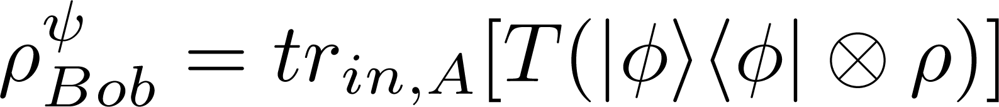 ρ^ψ_{Bob} = tr_{in,A}[T(|ϕ⟩⟨ϕ| ⊗ ρ)]